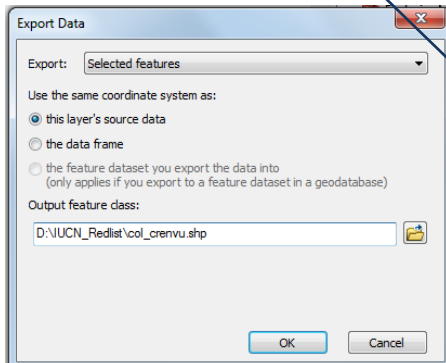 Export Data
Export: Selected features
Use the same coordinate system as:
this layer's source data
the data frame
the feature dataset you export the data into
(only applies if you export to a feature dataset in a geodatabase)
Output feature class:
D:\IUCN_Redlist\col_crenvu.shp
OK Cancel